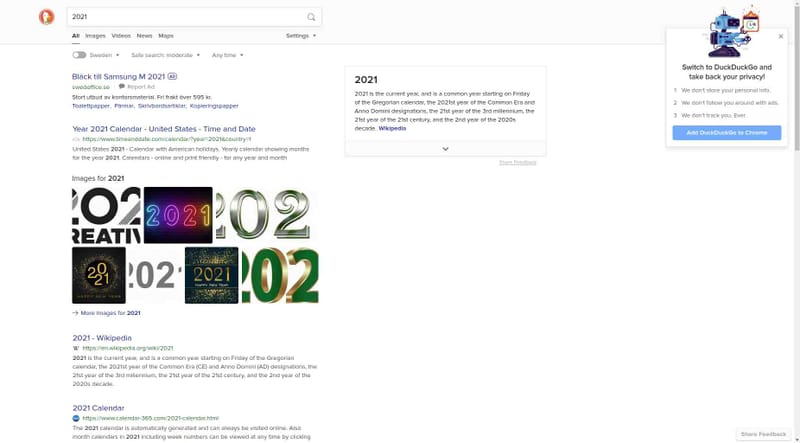 2021
All Images Videos News Maps Settings
Sweden Safe search: moderate Any time
Bläck till Samsung M 2021 Ad
swedoffice.se Report Ad
Stort utbud av kontorsmaterial. Fri frakt över 595 kr.
Toalettpapper, Pärmar, Skrivbordsartiklar, Kopieringspapper
Year 2021 Calendar - United States - Time and Date
https://www.timeanddate.com/calendar/?year=2021&country=1
United States 2021 - Calendar with American holidays. Yearly calendar showing months
for the year 2021. Calendars - online and print friendly - for any year and month
Images for 2021
202
REATIV
2021
202
2021
HAPPY NEW YEAR
2021
2021
HAPPY NEW YEAR
202
More Images for 2021
2021 - Wikipedia
W https://en.wikipedia.org/wiki/2021
2021 is the current year, and is a common year starting on Friday of the Gregorian
calendar, the 2021st year of the Common Era (CE) and Anno Domini (AD) designations, the
21st year of the 3rd millennium, the 21st year of the 21st century, and the 2nd year of the
2020s decade.
2021 Calendar
https://www.calendar-365.com/2021-calendar.html
The 2021 calendar is automatically generated and can always be visited online. Also
month calendars in 2021 including week numbers can be viewed at any time by clicking
2021
2021 is the current year, and is a common year starting on Friday
of the Gregorian calendar, the 2021st year of the Common Era and
Anno Domini designations, the 21st year of the 3rd millennium,
the 21st year of the 21st century, and the 2nd year of the 2020s
decade. Wikipedia
Share Feedback
Switch to DuckDuckGo and
take back your privacy!
1 We don't store your personal info.
2 We don't follow you around with ads.
3 We don't track you. Ever.
Add DuckDuckGo to Chrome
Share Feedback